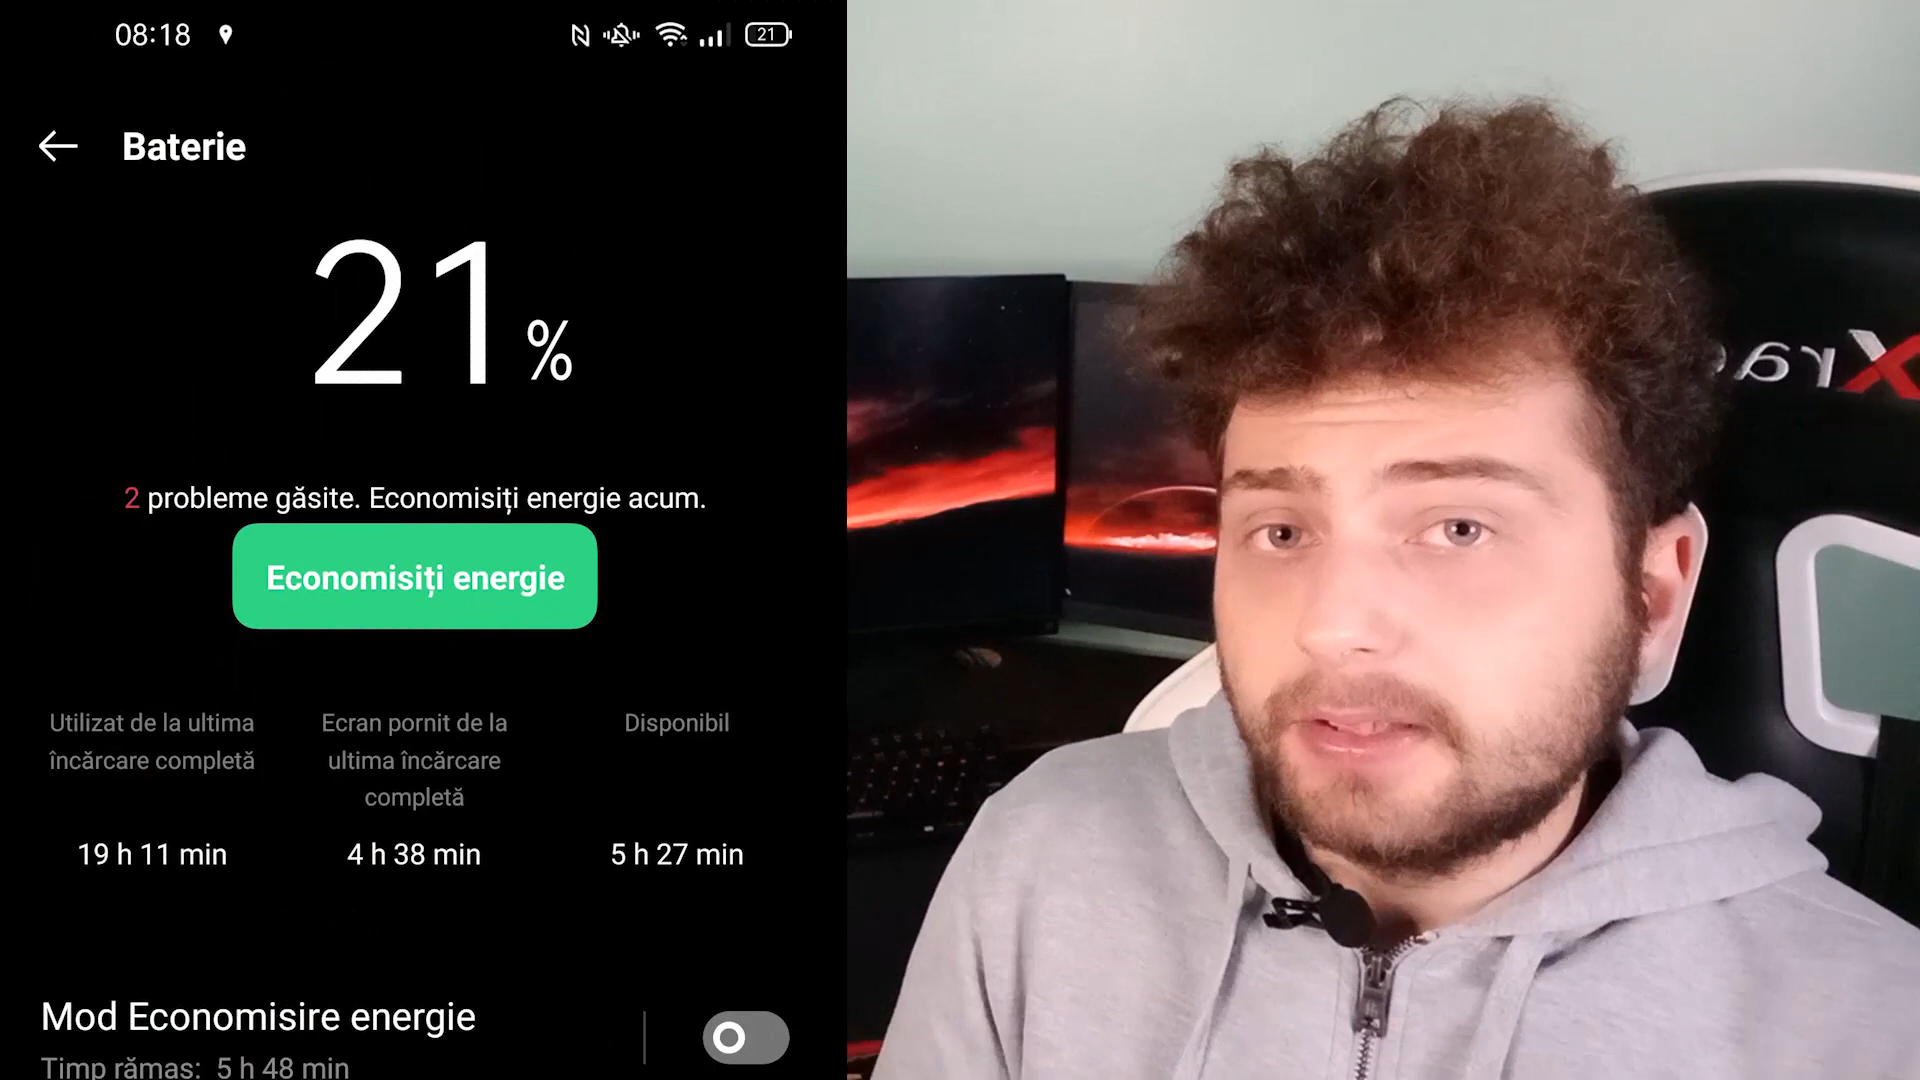 08:18
21
Baterie
21 %
2 probleme găsite. Economisiți energie acum.
Economisiți energie
Utilizat de la ultima
încărcare completă
19 h 11 min
Ecran pornit de la
ultima încărcare
completă
4 h 38 min
Disponibil
5 h 27 min
Mod Economisire energie
Timp rămas: 5 h 48 min